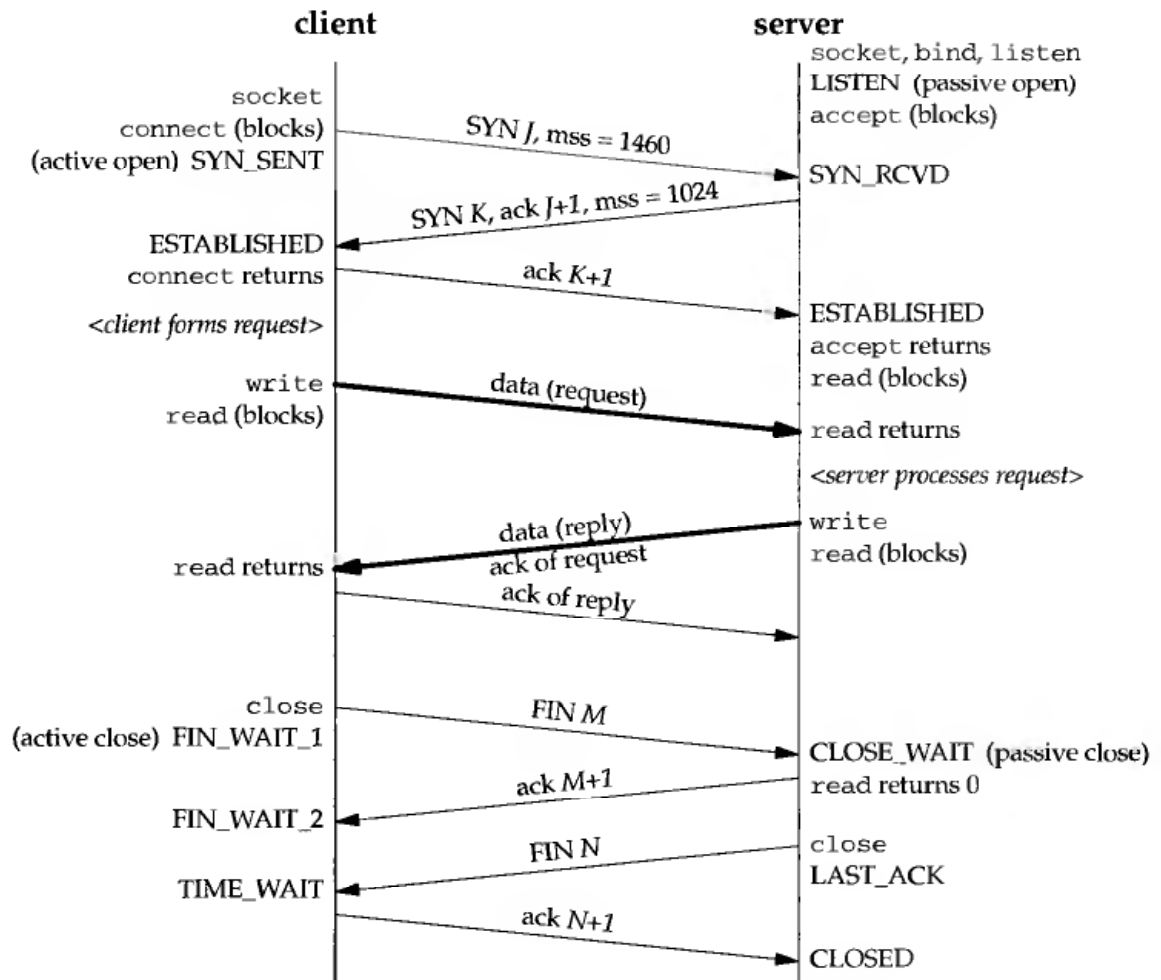 client
server
socket, bind, listen
LISTEN (passive open)
accept (blocks)
socket
connect (blocks)
(active open) SYN_SENT
SYN J, mss = 1460
SYN_RCVD
SYN K, ack J+1, mss = 1024
ESTABLISHED
connect returns
ack K+1
<client forms request>
ESTABLISHED
accept returns
read (blocks)
write
read (blocks)
data (request)
read returns
<server processes request>
write
read (blocks)
data (reply)
ack of request
read returns
ack of reply
close
(active close) FIN_WAIT_1
FIN M
CLOSE_WAIT (passive close)
read returns 0
ack M+1
FIN_WAIT_2
close
LAST_ACK
FIN N
TIME_WAIT
ack N+1
CLOSED